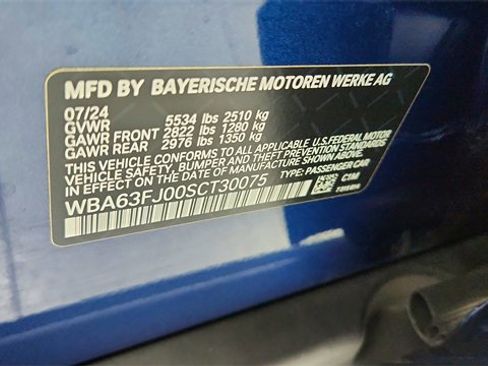 MFD BY BAYERISCHE MOTOREN WERKE AG
07/24
GVWR 5534 lbs 2510 kg
GAWR FRONT 2822 lbs 1280 kg
GAWR REAR 2976 lbs 1350 kg
THIS VEHICLE CONFORMS TO ALL APPLICABLE U.S. FEDERAL MOTOR
VEHICLE SAFETY, BUMPER AND THEFT PREVENTION STANDARDS
IN EFFECT ON THE DATE OF MANUFACTURE SHOWN ABOVE.
WBA63FJ00SCT30075 TYPE: PASSENGER CAR
C1M